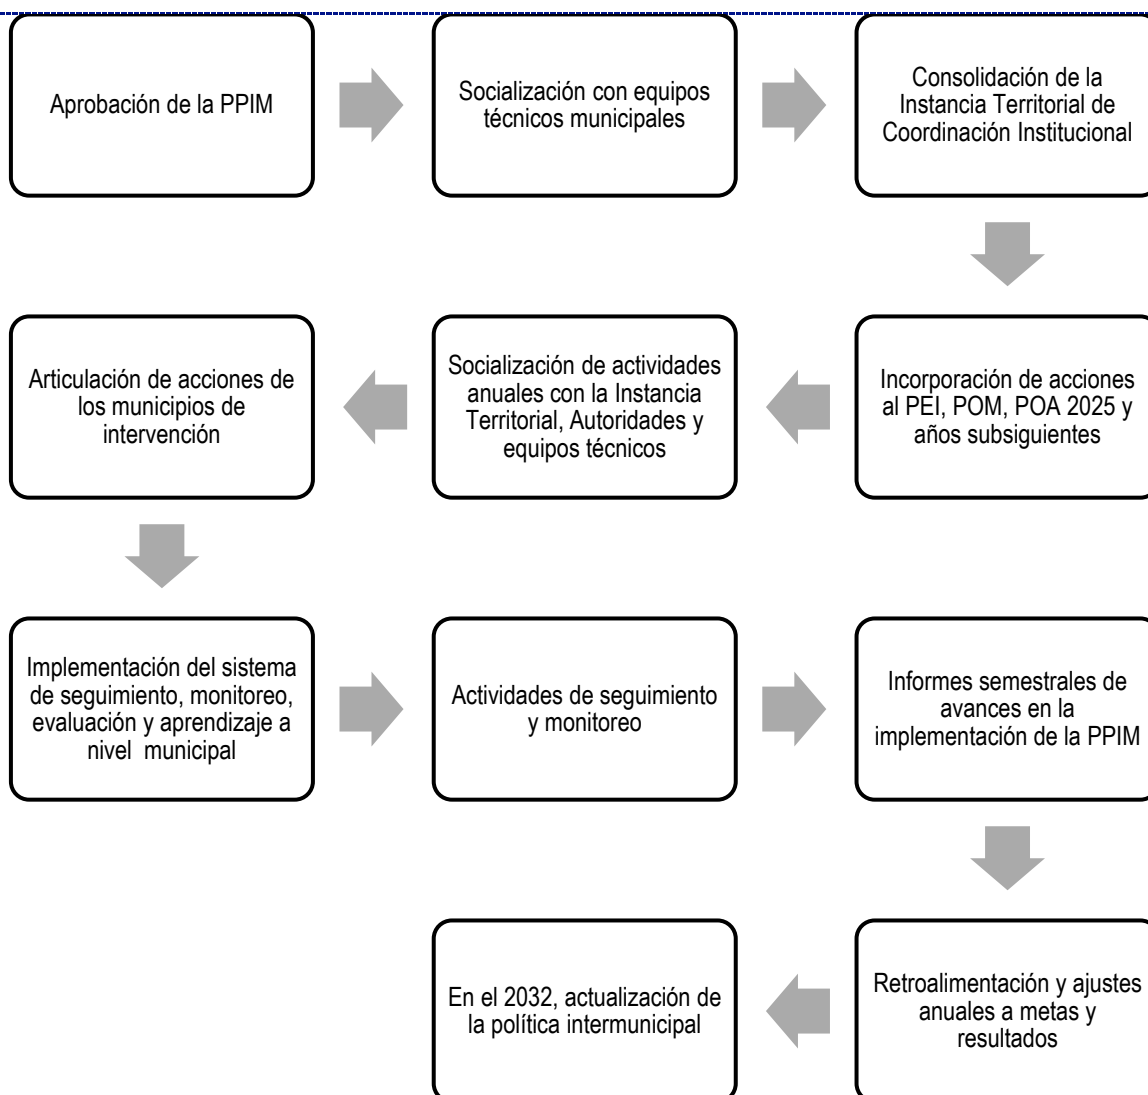 Aprobación de la PPIM
Socialización con equipos
técnicos municipales
Consolidación de la
Instancia Territorial de
Coordinación Institucional
Incorporación de acciones
al PEI, POM, POA 2025 y
años subsiguientes
Socialización de actividades
anuales con la Instancia
Territorial, Autoridades y
equipos técnicos
Articulación de acciones de
los municipios de
intervención
Implementación del sistema
de seguimiento, monitoreo,
evaluación y aprendizaje a
nivel municipal
Actividades de seguimiento
y monitoreo
Informes semestrales de
avances en la
implementación de la PPIM
Retroalimentación y ajustes
anuales a metas y
resultados
En el 2032, actualización de
la política intermunicipal